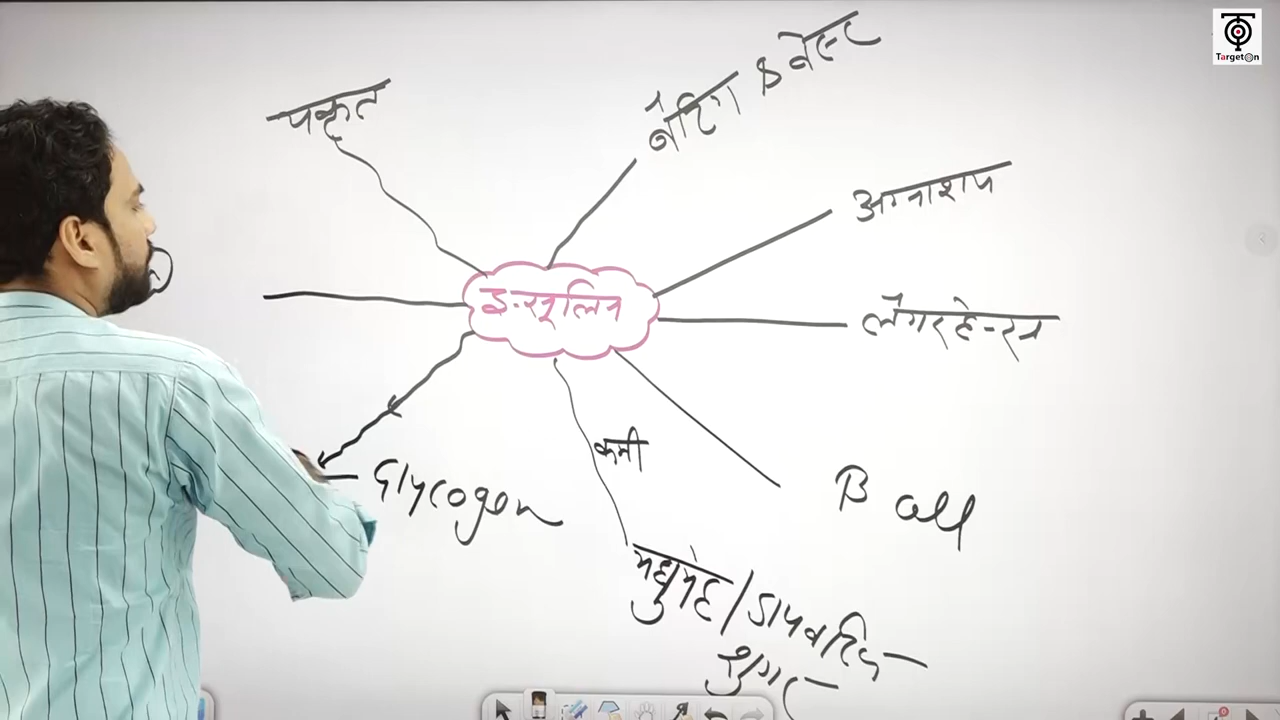 TargetOn
यकृत
बैंटिंग & बेस्ट
अग्नाशय
इन्सूलिन
लैंगरहेन्स
कमी
Glycogen
B cell
मधुमेह/डायबिटिज
शुगर